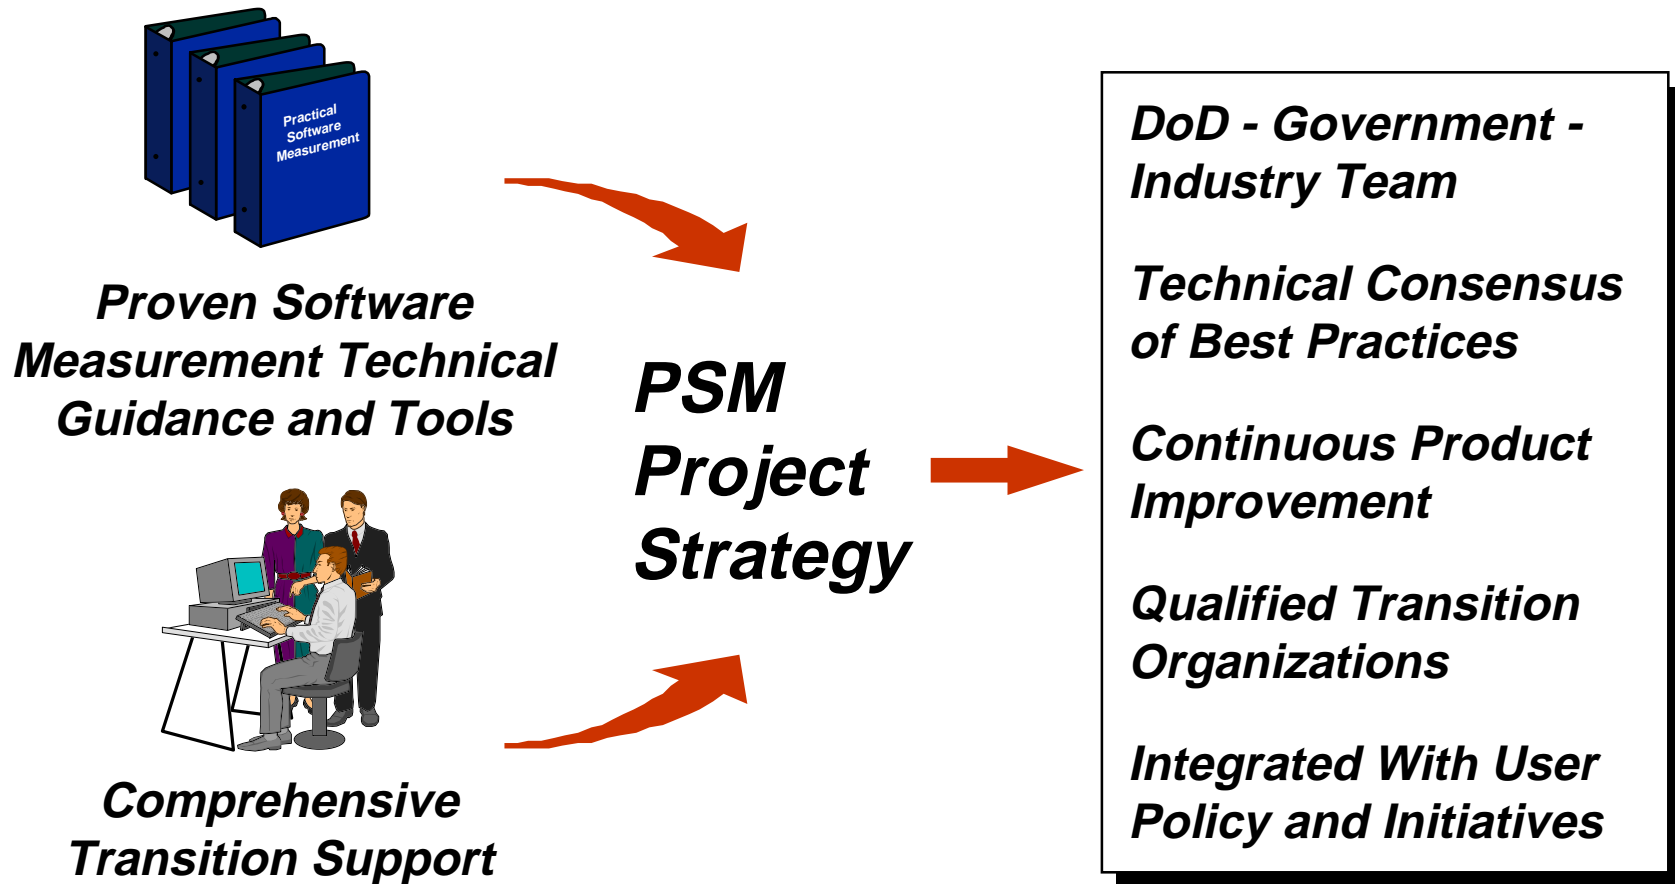 Practical
Software
Measurement
Proven Software
Measurement Technical
Guidance and Tools
Comprehensive
Transition Support
PSM
Project
Strategy
DoD - Government -
Industry Team
Technical Consensus
of Best Practices
Continuous Product
Improvement
Qualified Transition
Organizations
Integrated With User
Policy and Initiatives